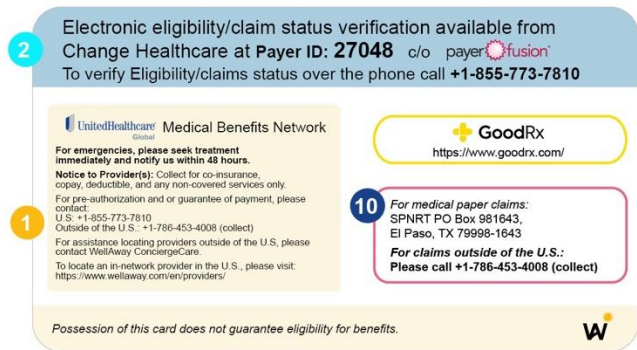 2
Electronic eligibility/claim status verification available from
Change Healthcare at Payer ID: 27048 c/o payer fusion
To verify Eligibility/claims status over the phone call +1-855-773-7810
1
UnitedHealthcare Global Medical Benefits Network
For emergencies, please seek treatment
immediately and notify us within 48 hours.
Notice to Provider(s): Collect for co-insurance,
copay, deductible, and any non-covered services only.
For pre-authorization and or guarantee of payment, please
contact:
U.S: +1-855-773-7810
Outside of the U.S.: +1-786-453-4008 (collect)
For assistance locating providers outside of the U.S, please
contact WellAway ConciergeCare.
To locate an in-network provider in the U.S., please visit:
https://www.wellaway.com/en/providers/
GoodRx
https://www.goodrx.com/
10
For medical paper claims:
SPNRT PO Box 981643,
El Paso, TX 79998-1643
For claims outside of the U.S.:
Please call +1-786-453-4008 (collect)
Possession of this card does not guarantee eligibility for benefits.
W